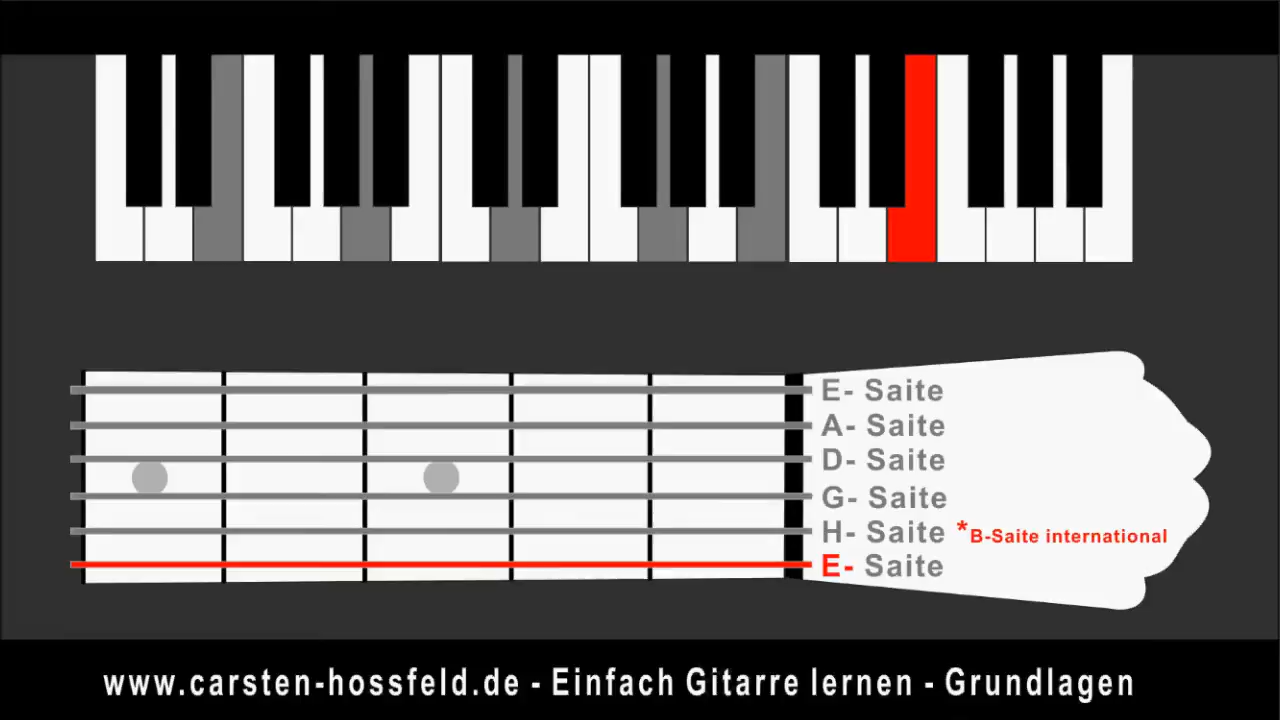 E- Saite
A- Saite
D- Saite
G- Saite
H- Saite *B-Saite international
E- Saite
www.carsten-hossfeld.de - Einfach Gitarre lernen - Grundlagen